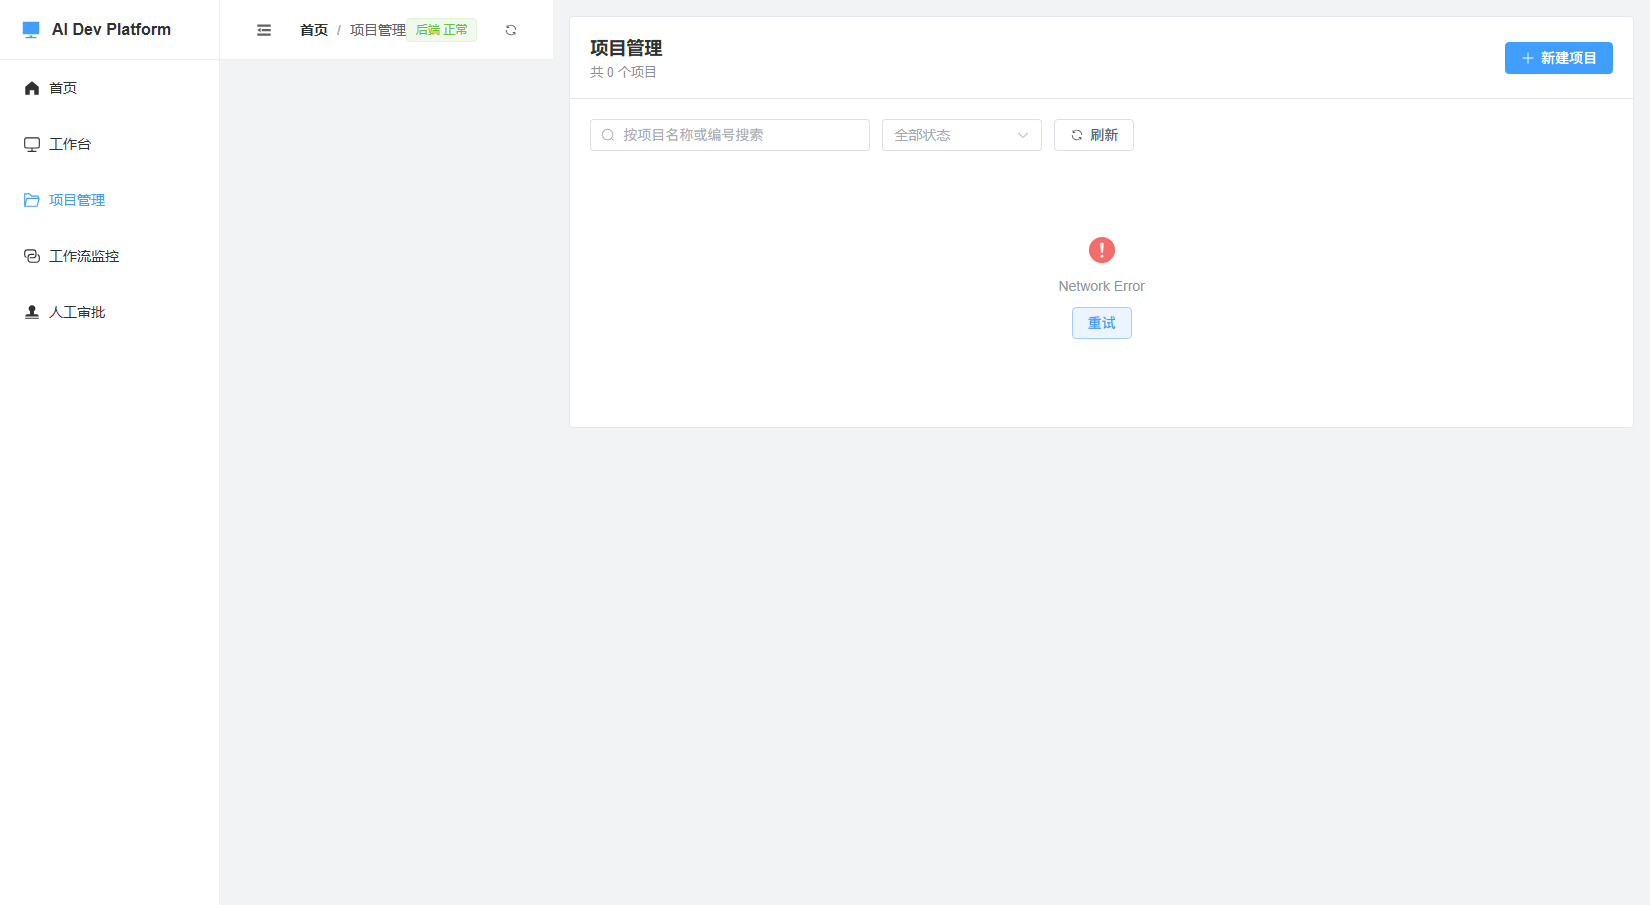 AI Dev Platform
首页 / 项目管理 后端 正常
首页
工作台
项目管理
工作流监控
人工审批
项目管理
共 0 个项目
新建项目
按项目名称或编号搜索
全部状态
刷新
Network Error
重试